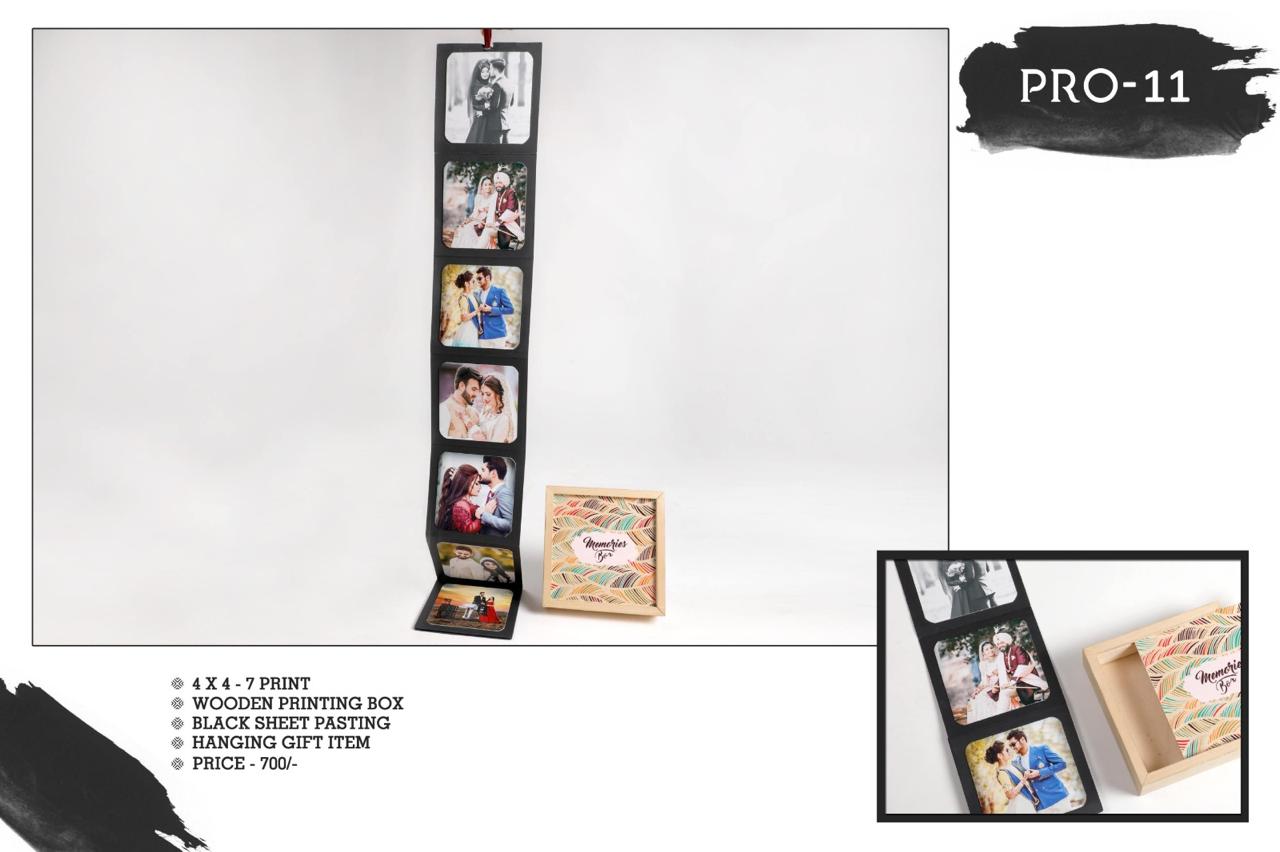 PRO-11
Memories
Box
4 X 4 - 7 PRINT
WOODEN PRINTING BOX
BLACK SHEET PASTING
HANGING GIFT ITEM
PRICE - 700/-
Memorie
Box